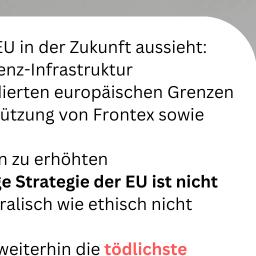 EU in der Zukunft aussieht:
enz-Infrastruktur
dierten europäischen Grenzen
ützung von Frontex sowie
n zu erhöhten
ge Strategie der EU ist nicht
ralisch wie ethisch nicht
weiterhin die tödlichste